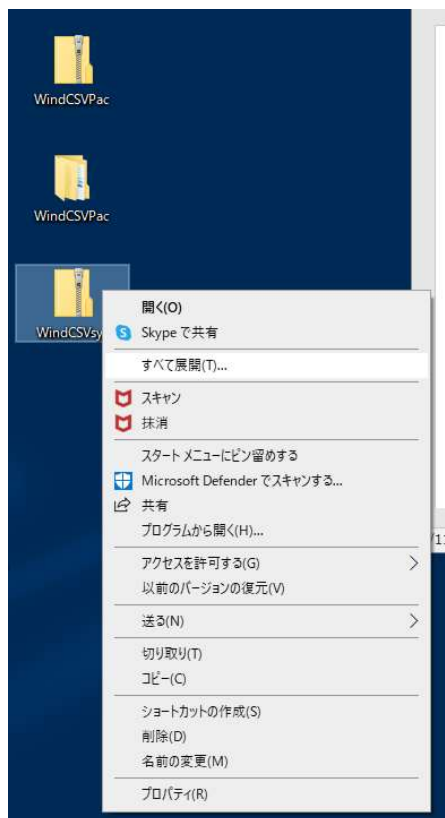 WindCSVPac
WindCSVPac
WindCSVsy
開く(O)
Skype で共有
すべて展開(T)...
スキャン
抹消
スタート メニューにピン留めする
Microsoft Defender でスキャンする...
共有
プログラムから開く(H)...
アクセスを許可する(G)
以前のバージョンの復元(V)
送る(N)
切り取り(T)
コピー(C)
ショートカットの作成(S)
削除(D)
名前の変更(M)
プロパティ(R)